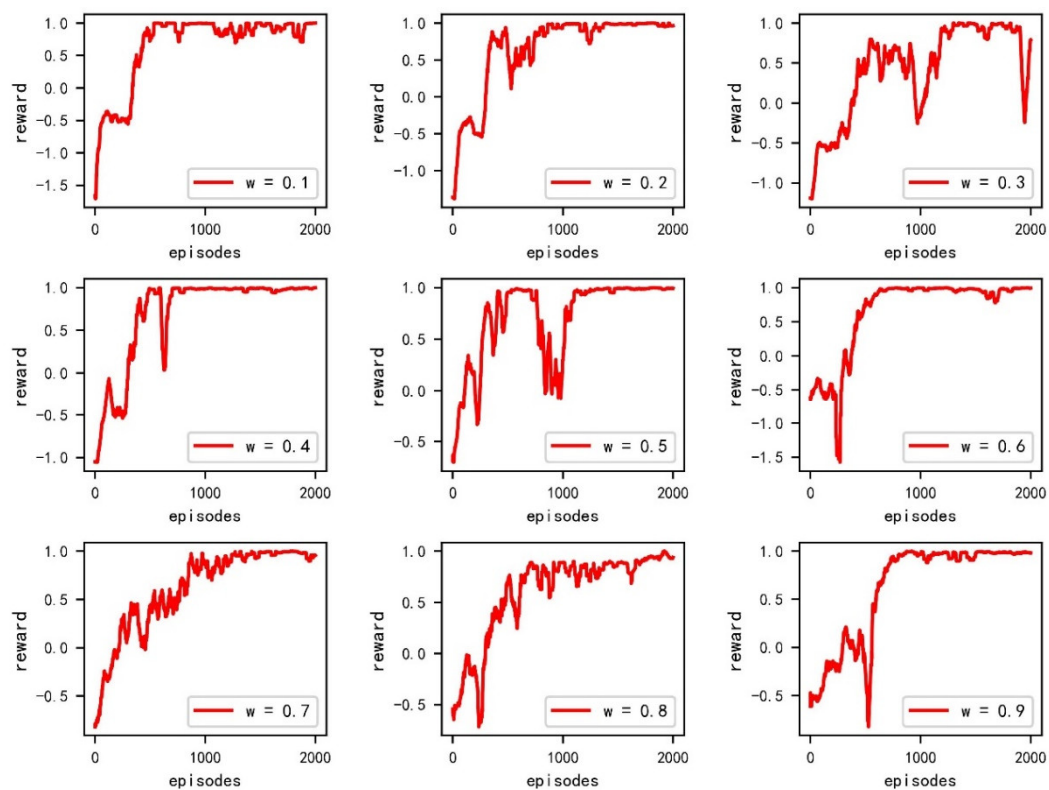 1.0
0.5
0.0
-0.5
-1.0
-1.5
reward
w = 0.1
0
1000
2000
episodes
1.0
0.5
0.0
-0.5
-1.0
reward
w = 0.2
0
1000
2000
episodes
1.0
0.5
0.0
-0.5
-1.0
reward
w = 0.3
0
1000
2000
episodes
1.0
0.5
0.0
-0.5
-1.0
reward
w = 0.4
0
1000
2000
episodes
1.0
0.5
0.0
-0.5
reward
w = 0.5
0
1000
2000
episodes
1.0
0.5
0.0
-0.5
-1.0
-1.5
reward
w = 0.6
0
1000
2000
episodes
1.0
0.5
0.0
-0.5
reward
w = 0.7
0
1000
2000
episodes
1.0
0.5
0.0
-0.5
reward
w = 0.8
0
1000
2000
episodes
1.0
0.5
0.0
-0.5
reward
w = 0.9
0
1000
2000
episodes